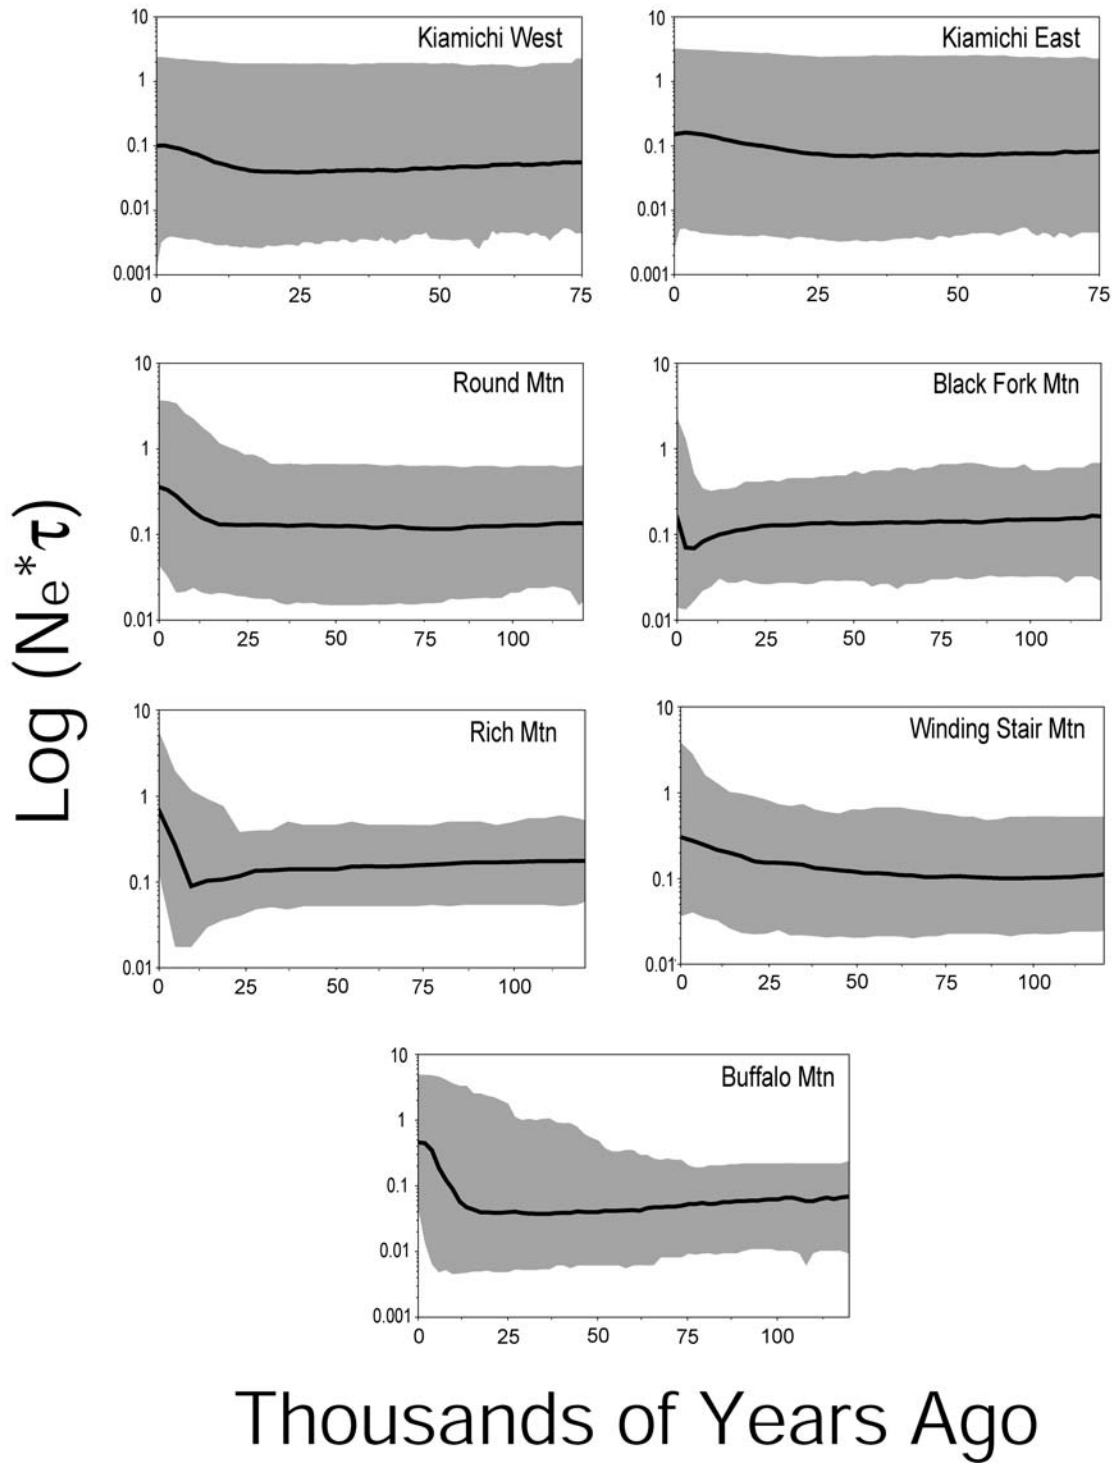 Kiamichi West
10
1
0.1
0.01
0.001
0 25 50 75
Kiamichi East
10
1
0.1
0.01
0.001
0 25 50 75
Round Mtn
10
1
0.1
0.01
0 25 50 75 100
Black Fork Mtn
10
1
0.1
0.01
0 25 50 75 100
Log (Ne*τ)
Rich Mtn
10
1
0.1
0.01
0 25 50 75 100
Winding Stair Mtn
10
1
0.1
0.01
0 25 50 75 100
Buffalo Mtn
10
1
0.1
0.01
0.001
0 25 50 75 100
Thousands of Years Ago